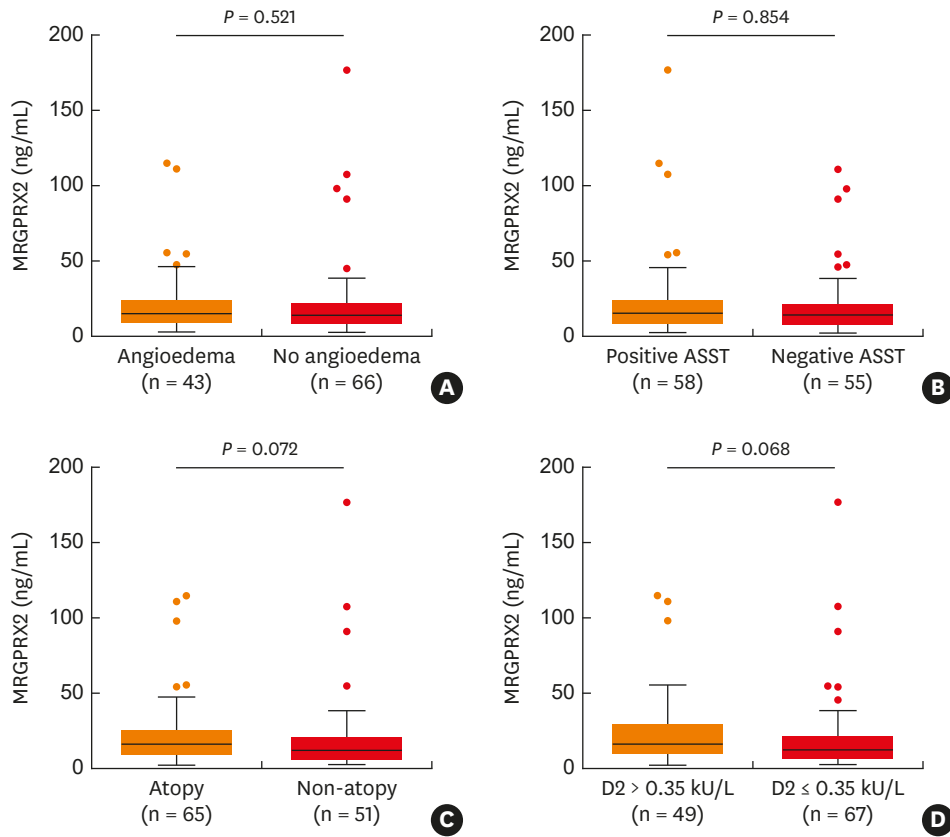 P = 0.521
200
150
100
50
0
MRGPRX2 (ng/mL)
Angioedema
(n = 43)
No angioedema
(n = 66)
A
P = 0.854
200
150
100
50
0
MRGPRX2 (ng/mL)
Positive ASST
(n = 58)
Negative ASST
(n = 55)
B
P = 0.072
200
150
100
50
0
MRGPRX2 (ng/mL)
Atopy
(n = 65)
Non-atopy
(n = 51)
C
P = 0.068
200
150
100
50
0
MRGPRX2 (ng/mL)
D2 > 0.35 kU/L
(n = 49)
D2 ≤ 0.35 kU/L
(n = 67)
D